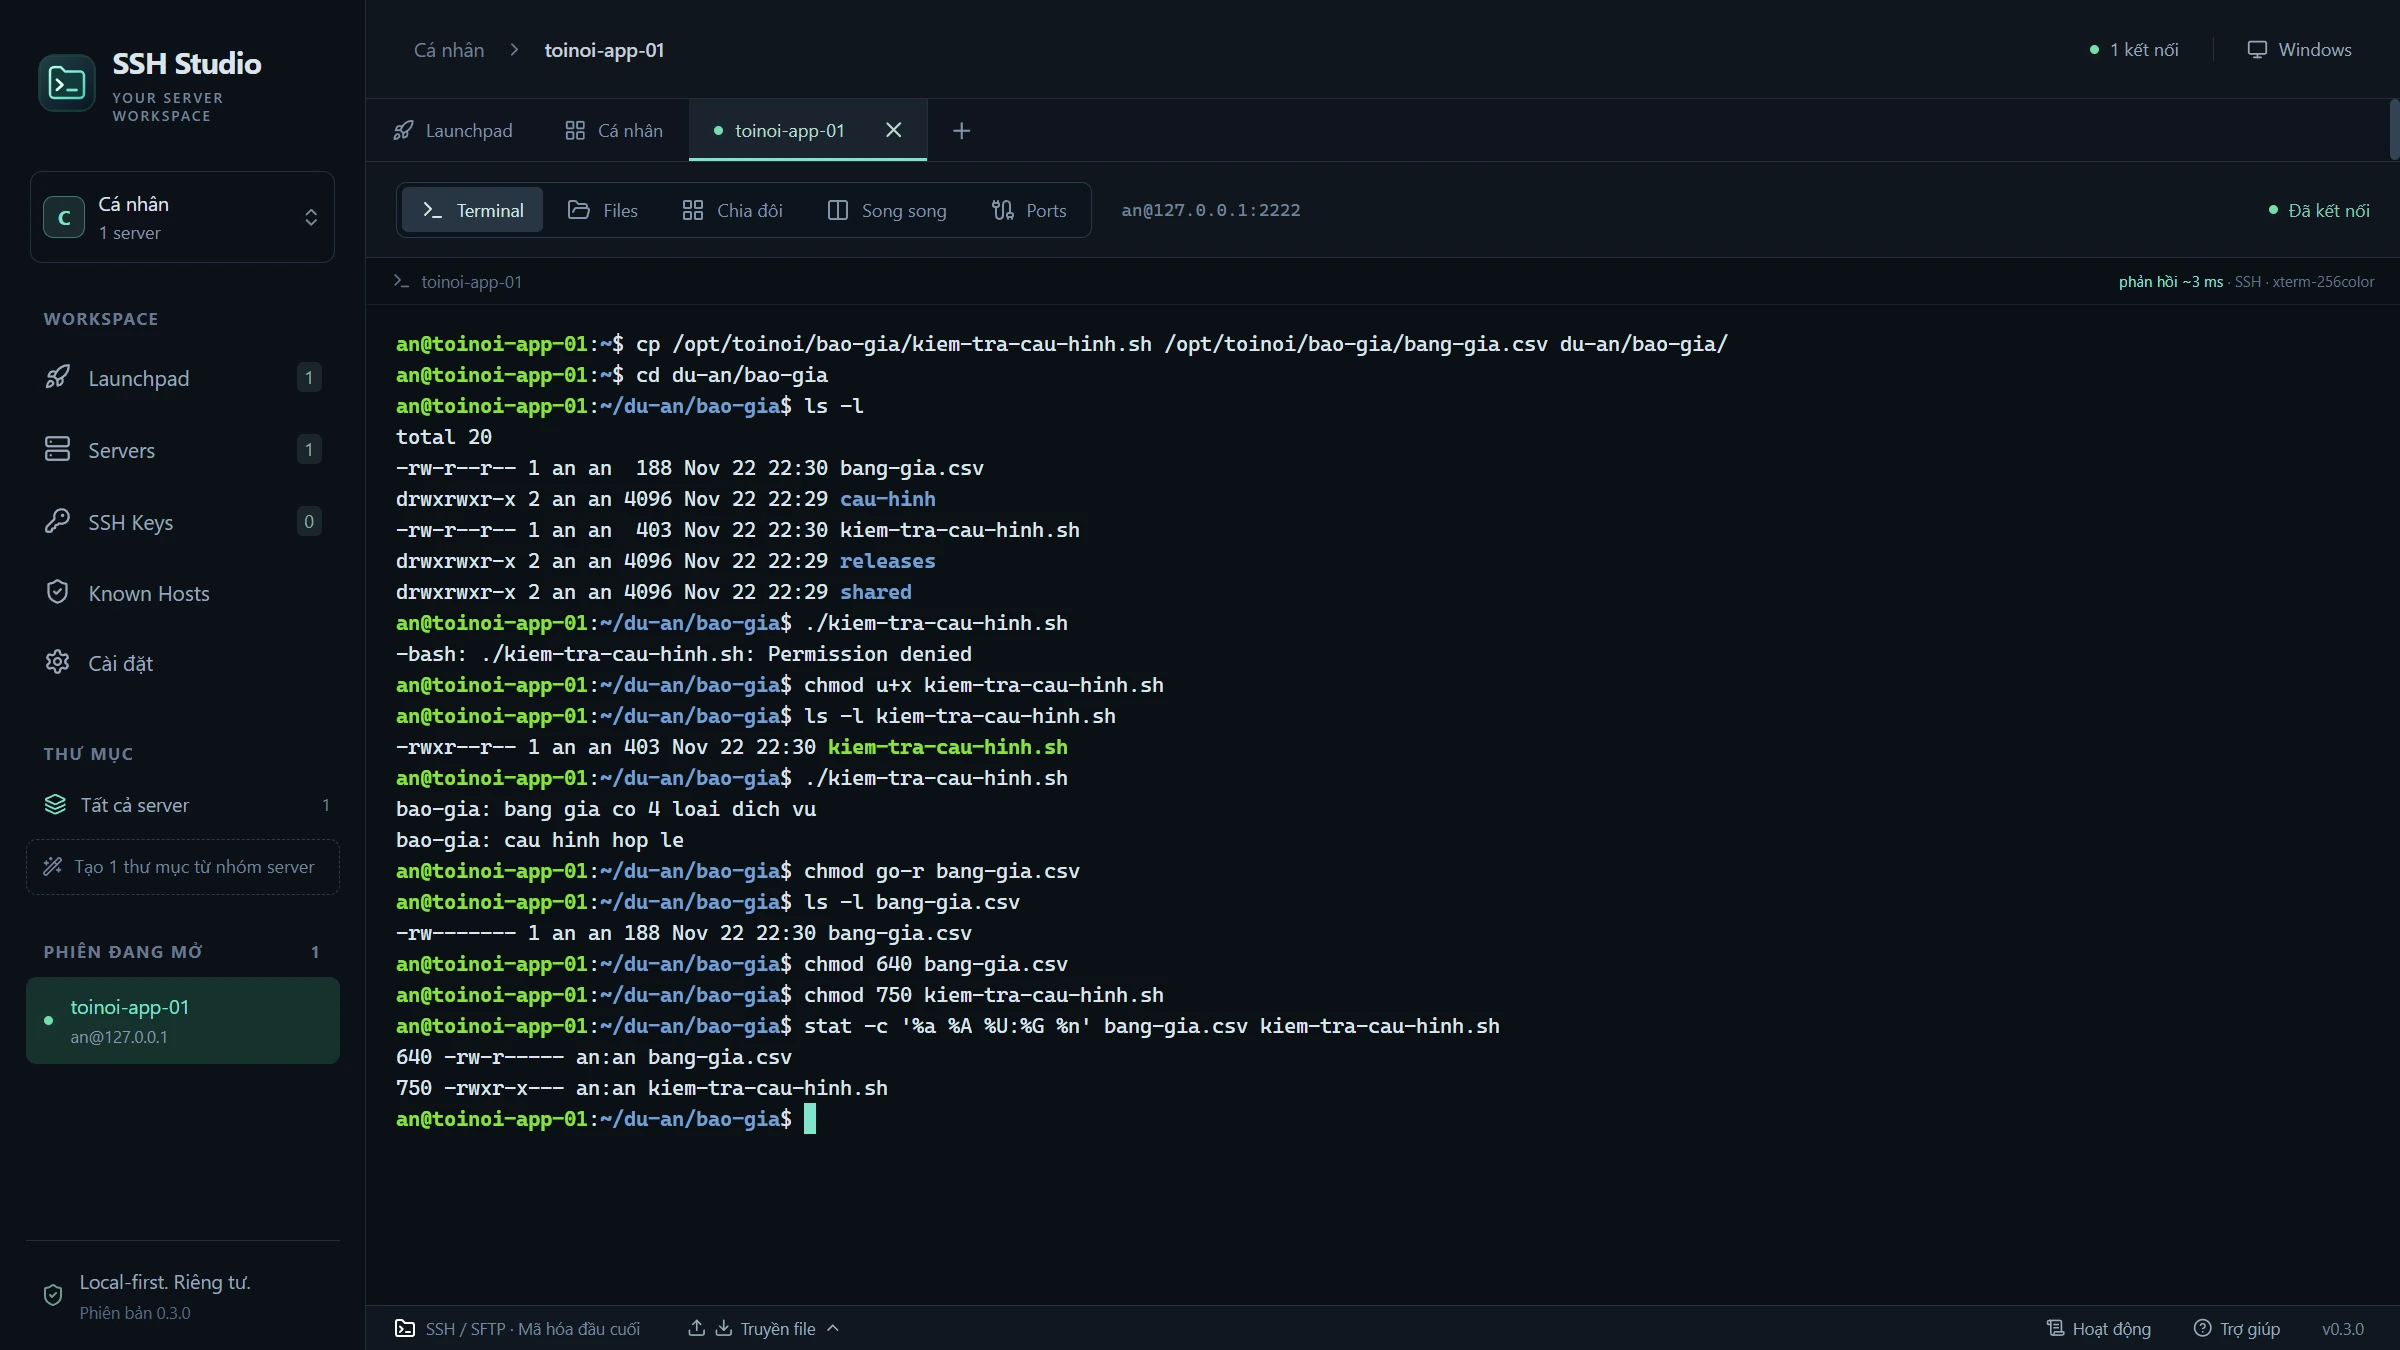 SSH Studio
YOUR SERVER
WORKSPACE
C
Cá nhân
1 server
WORKSPACE
Launchpad 1
Servers 1
SSH Keys 0
Known Hosts
Cài đặt
THƯ MỤC
Tất cả server 1
Tạo 1 thư mục từ nhóm server
PHIÊN ĐANG MỞ 1
toinoi-app-01
an@127.0.0.1
Local-first. Riêng tư.
Phiên bản 0.3.0
Cá nhân > toinoi-app-01
1 kết nối
Windows
Launchpad
Cá nhân
toinoi-app-01
Terminal
Files
Chia đôi
Song song
Ports
an@127.0.0.1:2222
Đã kết nối
toinoi-app-01
phản hồi ~3 ms · SSH · xterm-256color
an@toinoi-app-01:~$ cp /opt/toinoi/bao-gia/kiem-tra-cau-hinh.sh /opt/toinoi/bao-gia/bang-gia.csv du-an/bao-gia/
an@toinoi-app-01:~$ cd du-an/bao-gia
an@toinoi-app-01:~/du-an/bao-gia$ ls -l
total 20
-rw-r--r-- 1 an an  188 Nov 22 22:30 bang-gia.csv
drwxrwxr-x 2 an an 4096 Nov 22 22:29 cau-hinh
-rw-r--r-- 1 an an  403 Nov 22 22:30 kiem-tra-cau-hinh.sh
drwxrwxr-x 2 an an 4096 Nov 22 22:29 releases
drwxrwxr-x 2 an an 4096 Nov 22 22:29 shared
an@toinoi-app-01:~/du-an/bao-gia$ ./kiem-tra-cau-hinh.sh
-bash: ./kiem-tra-cau-hinh.sh: Permission denied
an@toinoi-app-01:~/du-an/bao-gia$ chmod u+x kiem-tra-cau-hinh.sh
an@toinoi-app-01:~/du-an/bao-gia$ ls -l kiem-tra-cau-hinh.sh
-rwxr--r-- 1 an an 403 Nov 22 22:30 kiem-tra-cau-hinh.sh
an@toinoi-app-01:~/du-an/bao-gia$ ./kiem-tra-cau-hinh.sh
bao-gia: bang gia co 4 loai dich vu
bao-gia: cau hinh hop le
an@toinoi-app-01:~/du-an/bao-gia$ chmod go-r bang-gia.csv
an@toinoi-app-01:~/du-an/bao-gia$ ls -l bang-gia.csv
-rw------- 1 an an 188 Nov 22 22:30 bang-gia.csv
an@toinoi-app-01:~/du-an/bao-gia$ chmod 640 bang-gia.csv
an@toinoi-app-01:~/du-an/bao-gia$ chmod 750 kiem-tra-cau-hinh.sh
an@toinoi-app-01:~/du-an/bao-gia$ stat -c '%a %A %U:%G %n' bang-gia.csv kiem-tra-cau-hinh.sh
640 -rw-r----- an:an bang-gia.csv
750 -rwxr-x--- an:an kiem-tra-cau-hinh.sh
an@toinoi-app-01:~/du-an/bao-gia$
SSH / SFTP · Mã hóa đầu cuối
Truyền file
Hoạt động
Trợ giúp
v0.3.0